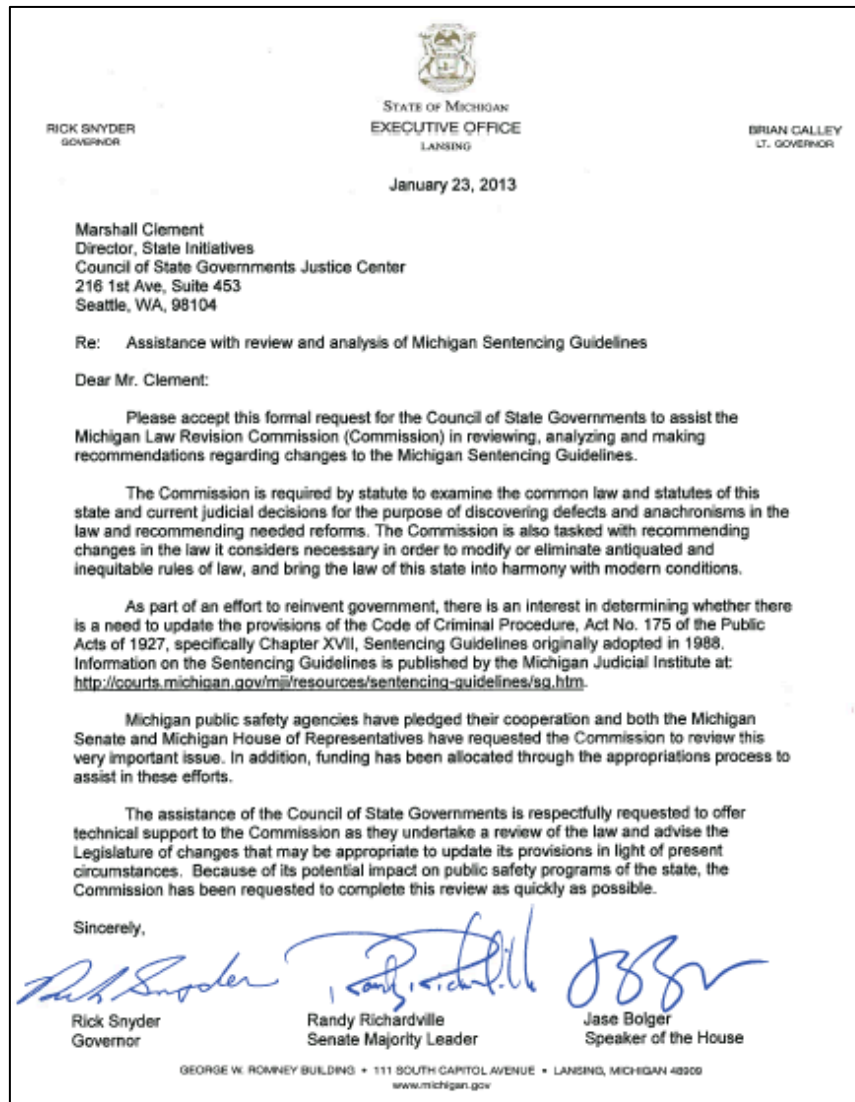 STATE OF MICHIGAN
RICK SNYDER
GOVERNOR
EXECUTIVE OFFICE
LANSING
BRIAN CALLEY
LT. GOVERNOR
January 23, 2013
Marshall Clement
Director, State Initiatives
Council of State Governments Justice Center
216 1st Ave, Suite 453
Seattle, WA, 98104
Re: Assistance with review and analysis of Michigan Sentencing Guidelines
Dear Mr. Clement:
Please accept this formal request for the Council of State Governments to assist the
Michigan Law Revision Commission (Commission) in reviewing, analyzing and making
recommendations regarding changes to the Michigan Sentencing Guidelines.
The Commission is required by statute to examine the common law and statutes of this
state and current judicial decisions for the purpose of discovering defects and anachronisms in the
law and recommending needed reforms. The Commission is also tasked with recommending
changes in the law it considers necessary in order to modify or eliminate antiquated and
inequitable rules of law, and bring the law of this state into harmony with modern conditions.
As part of an effort to reinvent government, there is an interest in determining whether there
is a need to update the provisions of the Code of Criminal Procedure, Act No. 175 of the Public
Acts of 1927, specifically Chapter XVII, Sentencing Guidelines originally adopted in 1988.
Information on the Sentencing Guidelines is published by the Michigan Judicial Institute at:
http://courts.michigan.gov/mji/resources/sentencing-guidelines/sg.htm.
Michigan public safety agencies have pledged their cooperation and both the Michigan
Senate and Michigan House of Representatives have requested the Commission to review this
very important issue. In addition, funding has been allocated through the appropriations process to
assist in these efforts.
The assistance of the Council of State Governments is respectfully requested to offer
technical support to the Commission as they undertake a review of the law and advise the
Legislature of changes that may be appropriate to update its provisions in light of present
circumstances. Because of its potential impact on public safety programs of the state, the
Commission has been requested to complete this review as quickly as possible.
Sincerely,
Rick Snyder
Rick Snyder
Governor
Randy Richardville
Randy Richardville
Senate Majority Leader
Jase Bolger
Speaker of the House
GEORGE W. ROMNEY BUILDING • 111 SOUTH CAPITOL AVENUE • LANSING, MICHIGAN 48909
www.michigan.gov